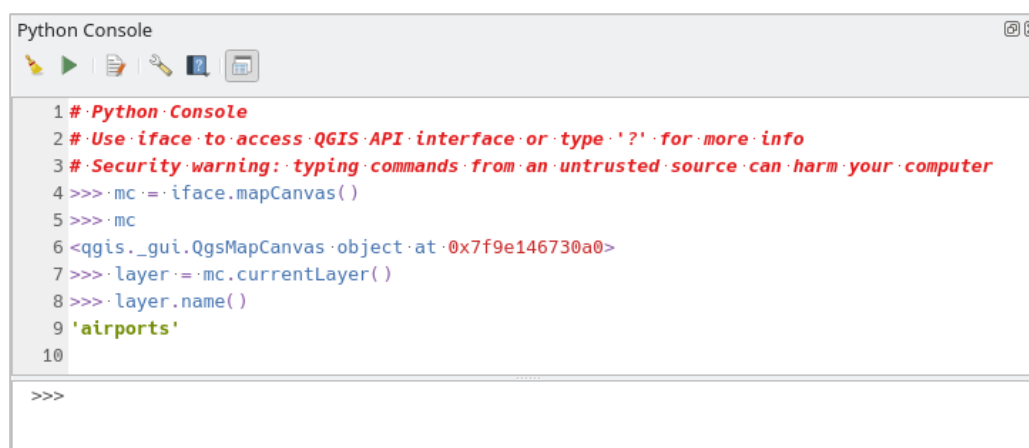 Python Console
1 # Python Console
2 # Use iface to access QGIS API interface or type '?' for more info
3 # Security warning: typing commands from an untrusted source can harm your computer
4 >>> mc = iface.mapCanvas()
5 >>> mc
6 <qgis._gui.QgsMapCanvas object at 0x7f9e146730a0>
7 >>> layer = mc.currentLayer()
8 >>> layer.name()
9 'airports'
10
>>>